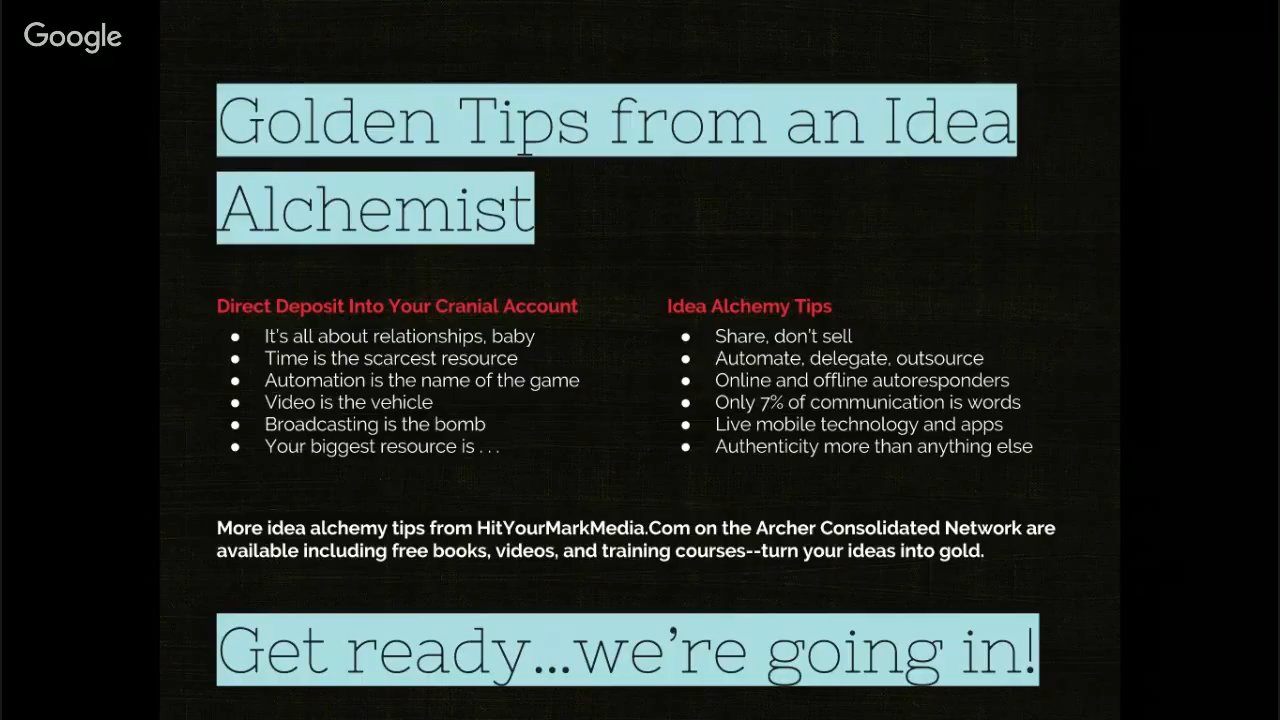 Google
Golden Tips from an Idea
Alchemist
Direct Deposit Into Your Cranial Account
● It's all about relationships, baby
● Time is the scarcest resource
● Automation is the name of the game
● Video is the vehicle
● Broadcasting is the bomb
● Your biggest resource is . . .
Idea Alchemy Tips
● Share, don't sell
● Automate, delegate, outsource
● Online and offline autoresponders
● Only 7% of communication is words
● Live mobile technology and apps
● Authenticity more than anything else
More idea alchemy tips from HitYourMarkMedia.Com on the Archer Consolidated Network are
available including free books, videos, and training courses--turn your ideas into gold.
Get ready...we're going in!